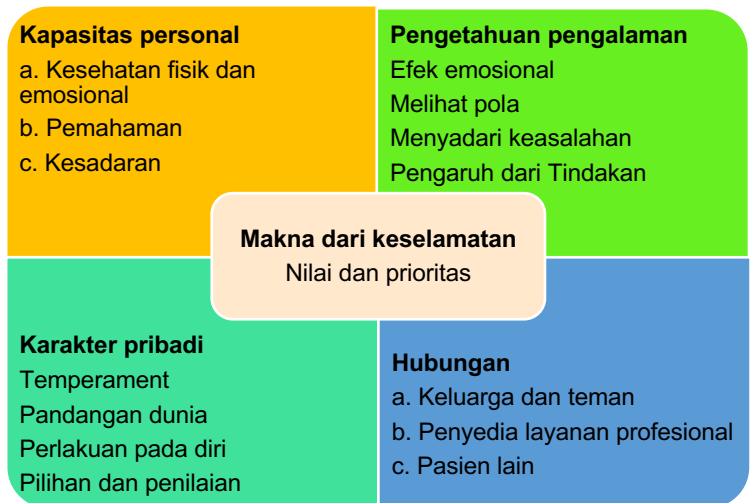 Kapasitas personal
a. Kesehatan fisik dan
emosional
b. Pemahaman
c. Kesadaran
Pengetahuan pengalaman
Efek emosional
Melihat pola
Menyadari keasalahan
Pengaruh dari Tindakan
Makna dari keselamatan
Nilai dan prioritas
Karakter pribadi
Temperament
Pandangan dunia
Perlakuan pada diri
Pilihan dan penilaian
Hubungan
a. Keluarga dan teman
b. Penyedia layanan profesional
c. Pasien lain